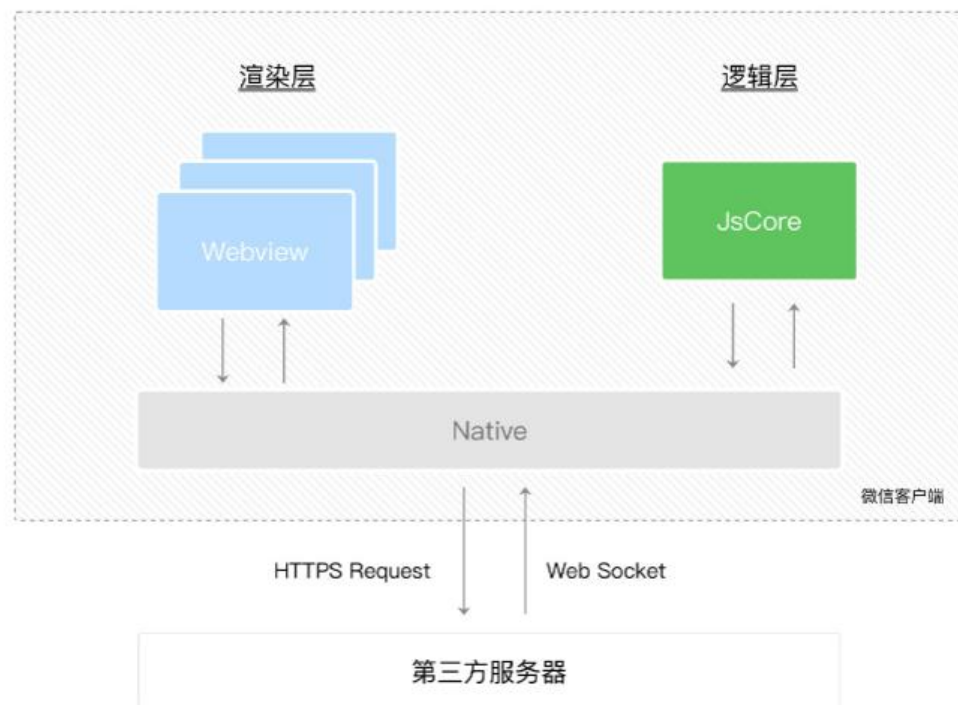 渲染层
逻辑层
Webview
JsCore
Native
微信客户端
HTTPS Request
Web Socket
第三方服务器